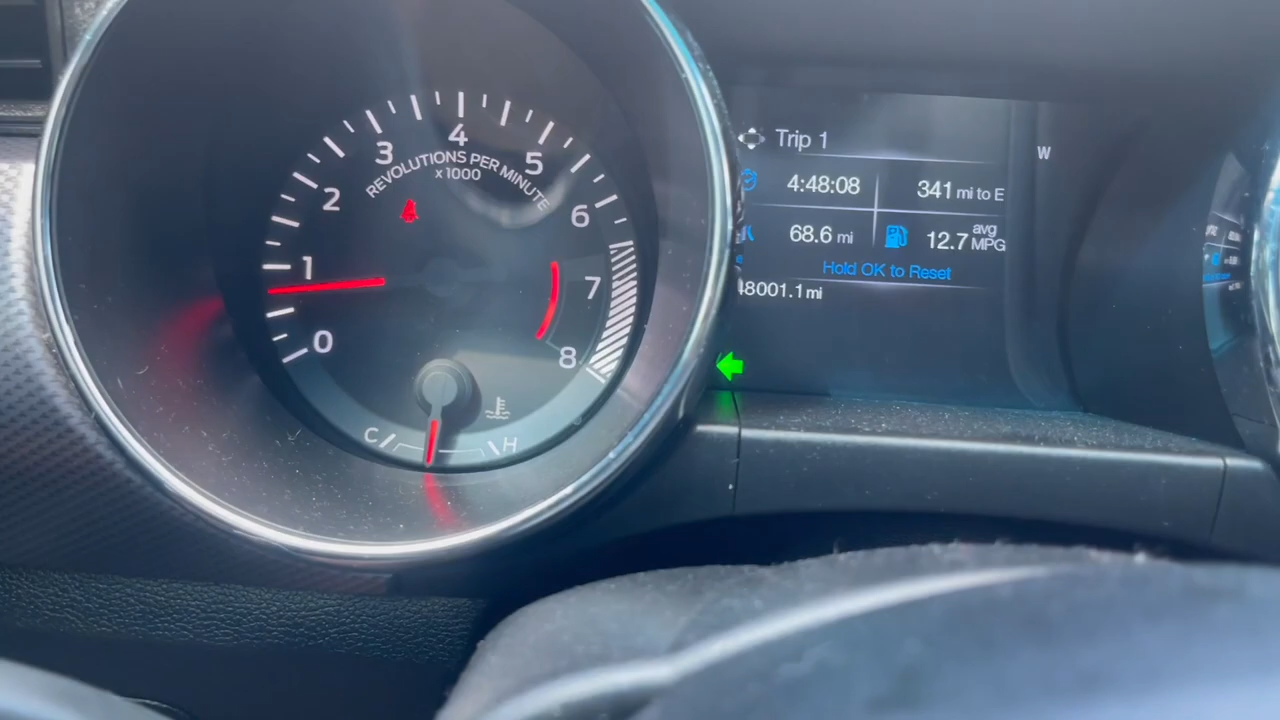 0
1
2
3
4
5
6
7
8
REVOLUTIONS PER MINUTE
x1000
C
H
Trip 1
W
4:48:08
341 mi to E
68.6 mi
12.7 avg MPG
Hold OK to Reset
48001.1 mi